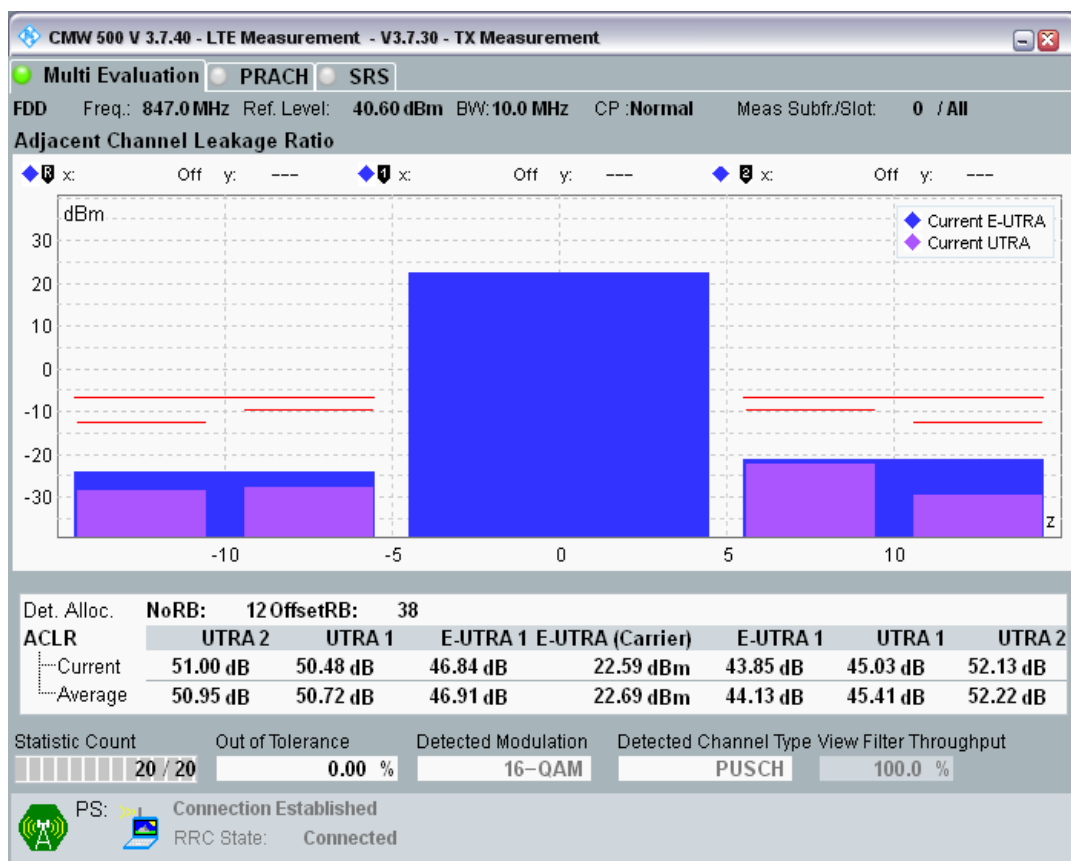 CMW 500 V 3.7.40 - LTE Measurement - V3.7.30 - TX Measurement
Multi Evaluation PRACH SRS
FDD Freq.: 847.0 MHz Ref. Level: 40.60 dBm BW: 10.0 MHz CP :Normal Meas Subfr./Slot: 0 / All
Adjacent Channel Leakage Ratio
R x: Off y: --- 1 x: Off y: --- 2 x: Off y: ---
dBm
Current E-UTRA
Current UTRA
30
20
10
0
-10
-20
-30
z
-10 -5 0 5 10
Det. Alloc. NoRB: 12 OffsetRB: 38
ACLR UTRA 2 UTRA 1 E-UTRA 1 E-UTRA (Carrier) E-UTRA 1 UTRA 1 UTRA 2
Current 51.00 dB 50.48 dB 46.84 dB 22.59 dBm 43.85 dB 45.03 dB 52.13 dB
Average 50.95 dB 50.72 dB 46.91 dB 22.69 dBm 44.13 dB 45.41 dB 52.22 dB
Statistic Count Out of Tolerance Detected Modulation Detected Channel Type View Filter Throughput
20 / 20 0.00 % 16-QAM PUSCH 100.0 %
PS: Connection Established
RRC State: Connected